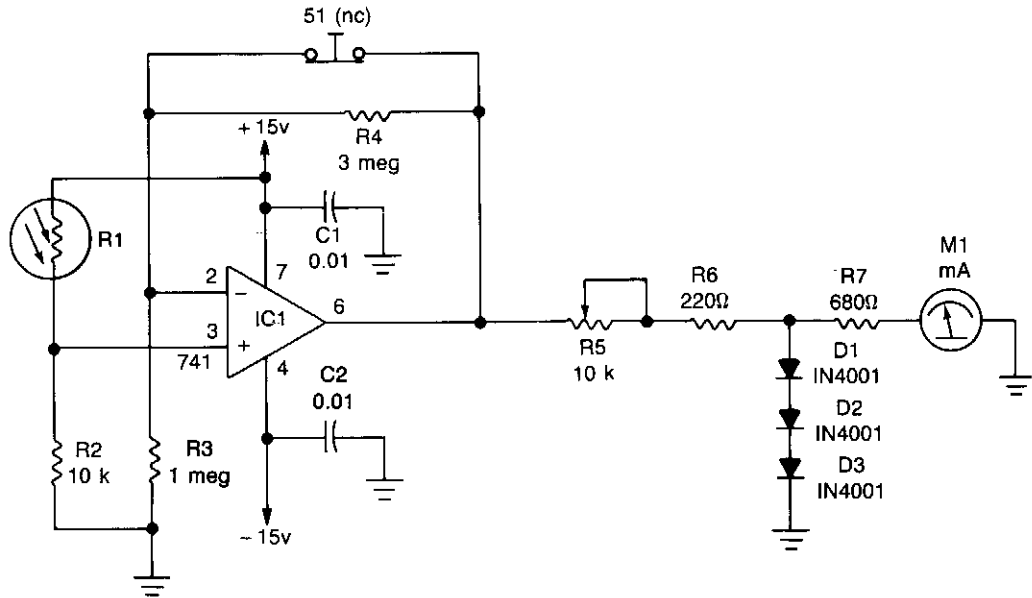 51 (nc)
R4
3 meg
+ 15v
R1
C1
0.01
7
2
−
IC1
6
3
+
741
4
C2
0.01
R2
10 k
R3
1 meg
− 15v
R5
10 k
R6
220Ω
R7
680Ω
M1
mA
D1
IN4001
D2
IN4001
D3
IN4001